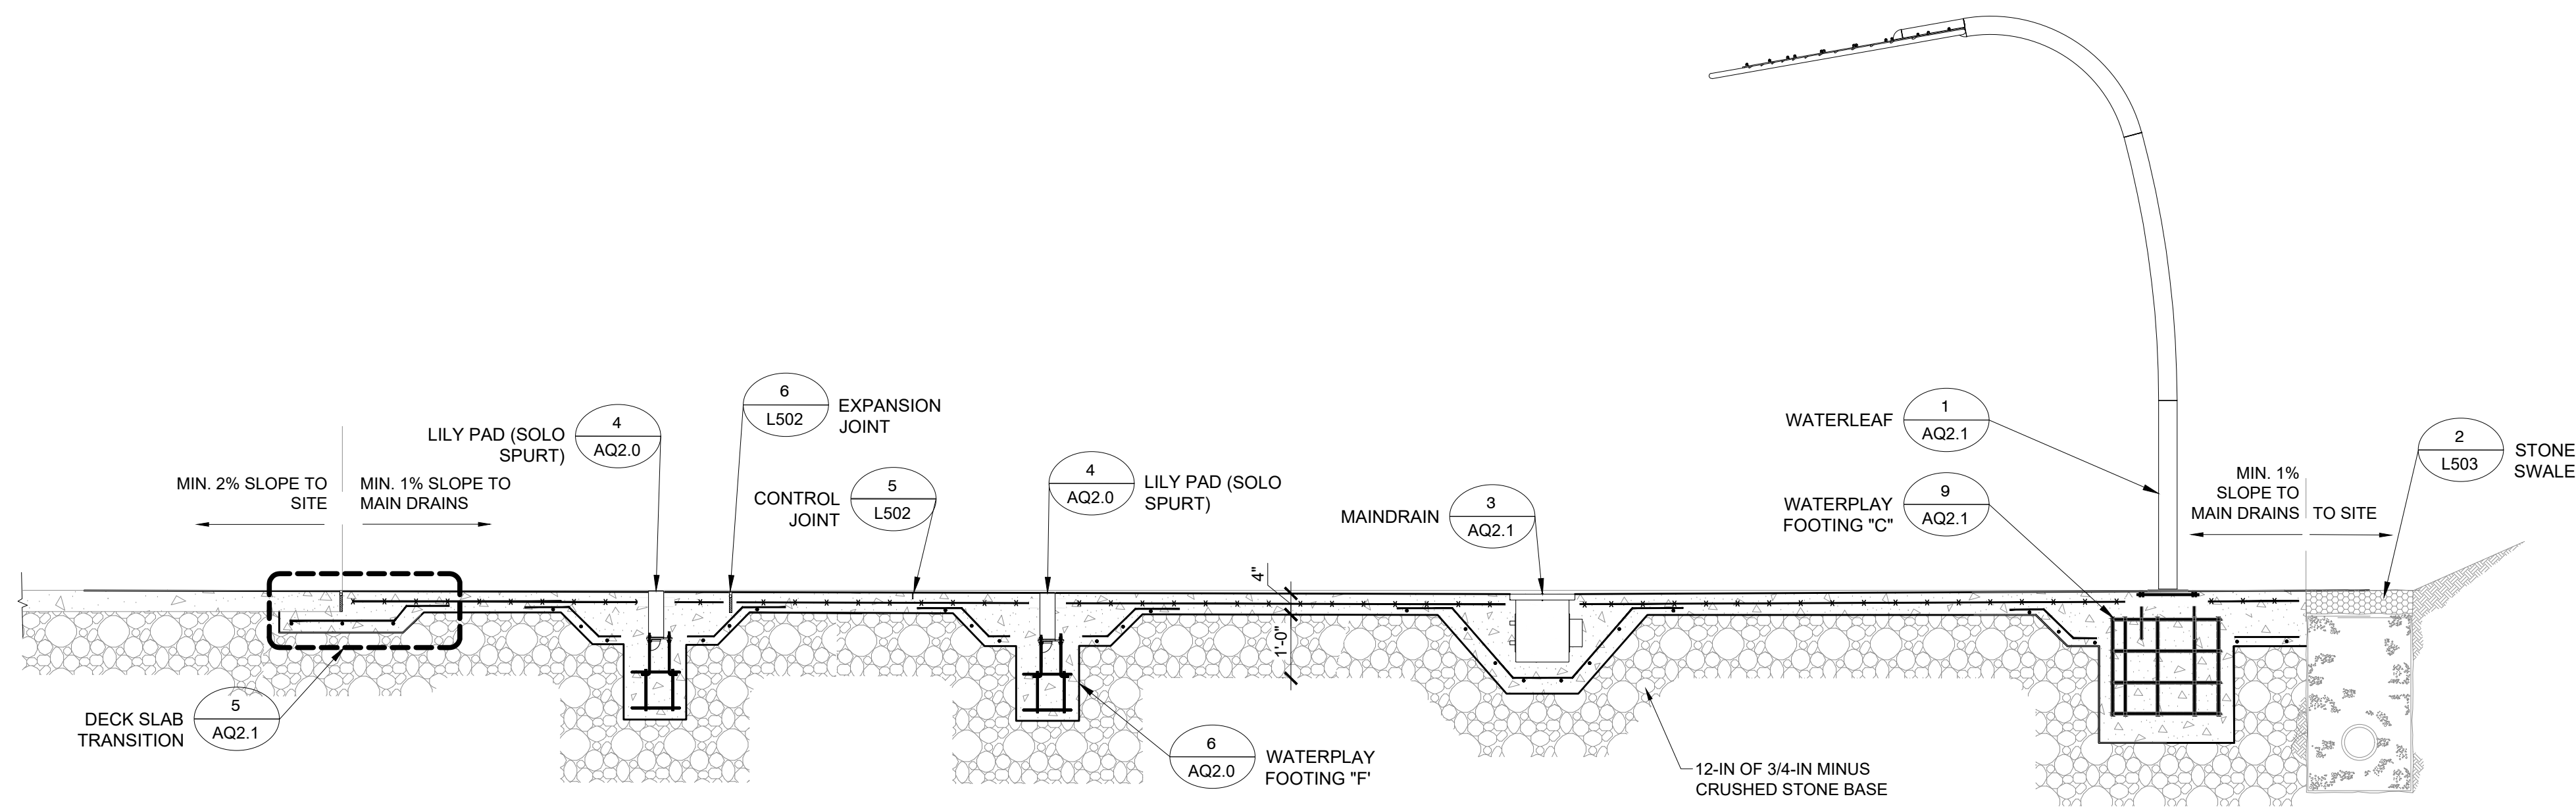 6
L502
EXPANSION
JOINT
LILY PAD (SOLO
SPURT)
4
AQ2.0
MIN. 2% SLOPE TO
SITE
MIN. 1% SLOPE TO
MAIN DRAINS
CONTROL
JOINT
5
L502
4
AQ2.0
LILY PAD (SOLO
SPURT)
MAINDRAIN
3
AQ2.1
WATERLEAF
1
AQ2.1
WATERPLAY
FOOTING "C"
9
AQ2.1
MIN. 1%
SLOPE TO
MAIN DRAINS
TO SITE
2
L503
STONE
SWALE
4"
1'-0"
DECK SLAB
TRANSITION
5
AQ2.1
6
AQ2.0
WATERPLAY
FOOTING "F'
12-IN OF 3/4-IN MINUS
CRUSHED STONE BASE